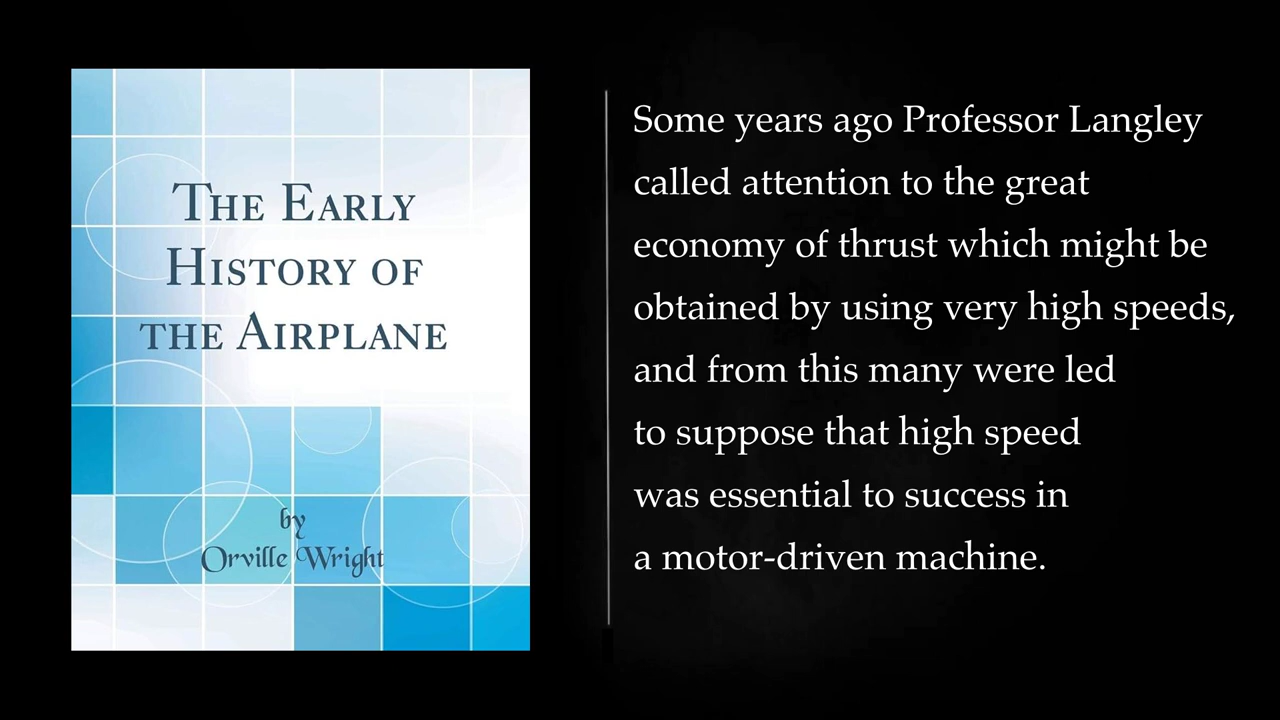 The Early
History of
the Airplane
by
Orville Wright
Some years ago Professor Langley
called attention to the great
economy of thrust which might be
obtained by using very high speeds,
and from this many were led
to suppose that high speed
was essential to success in
a motor-driven machine.